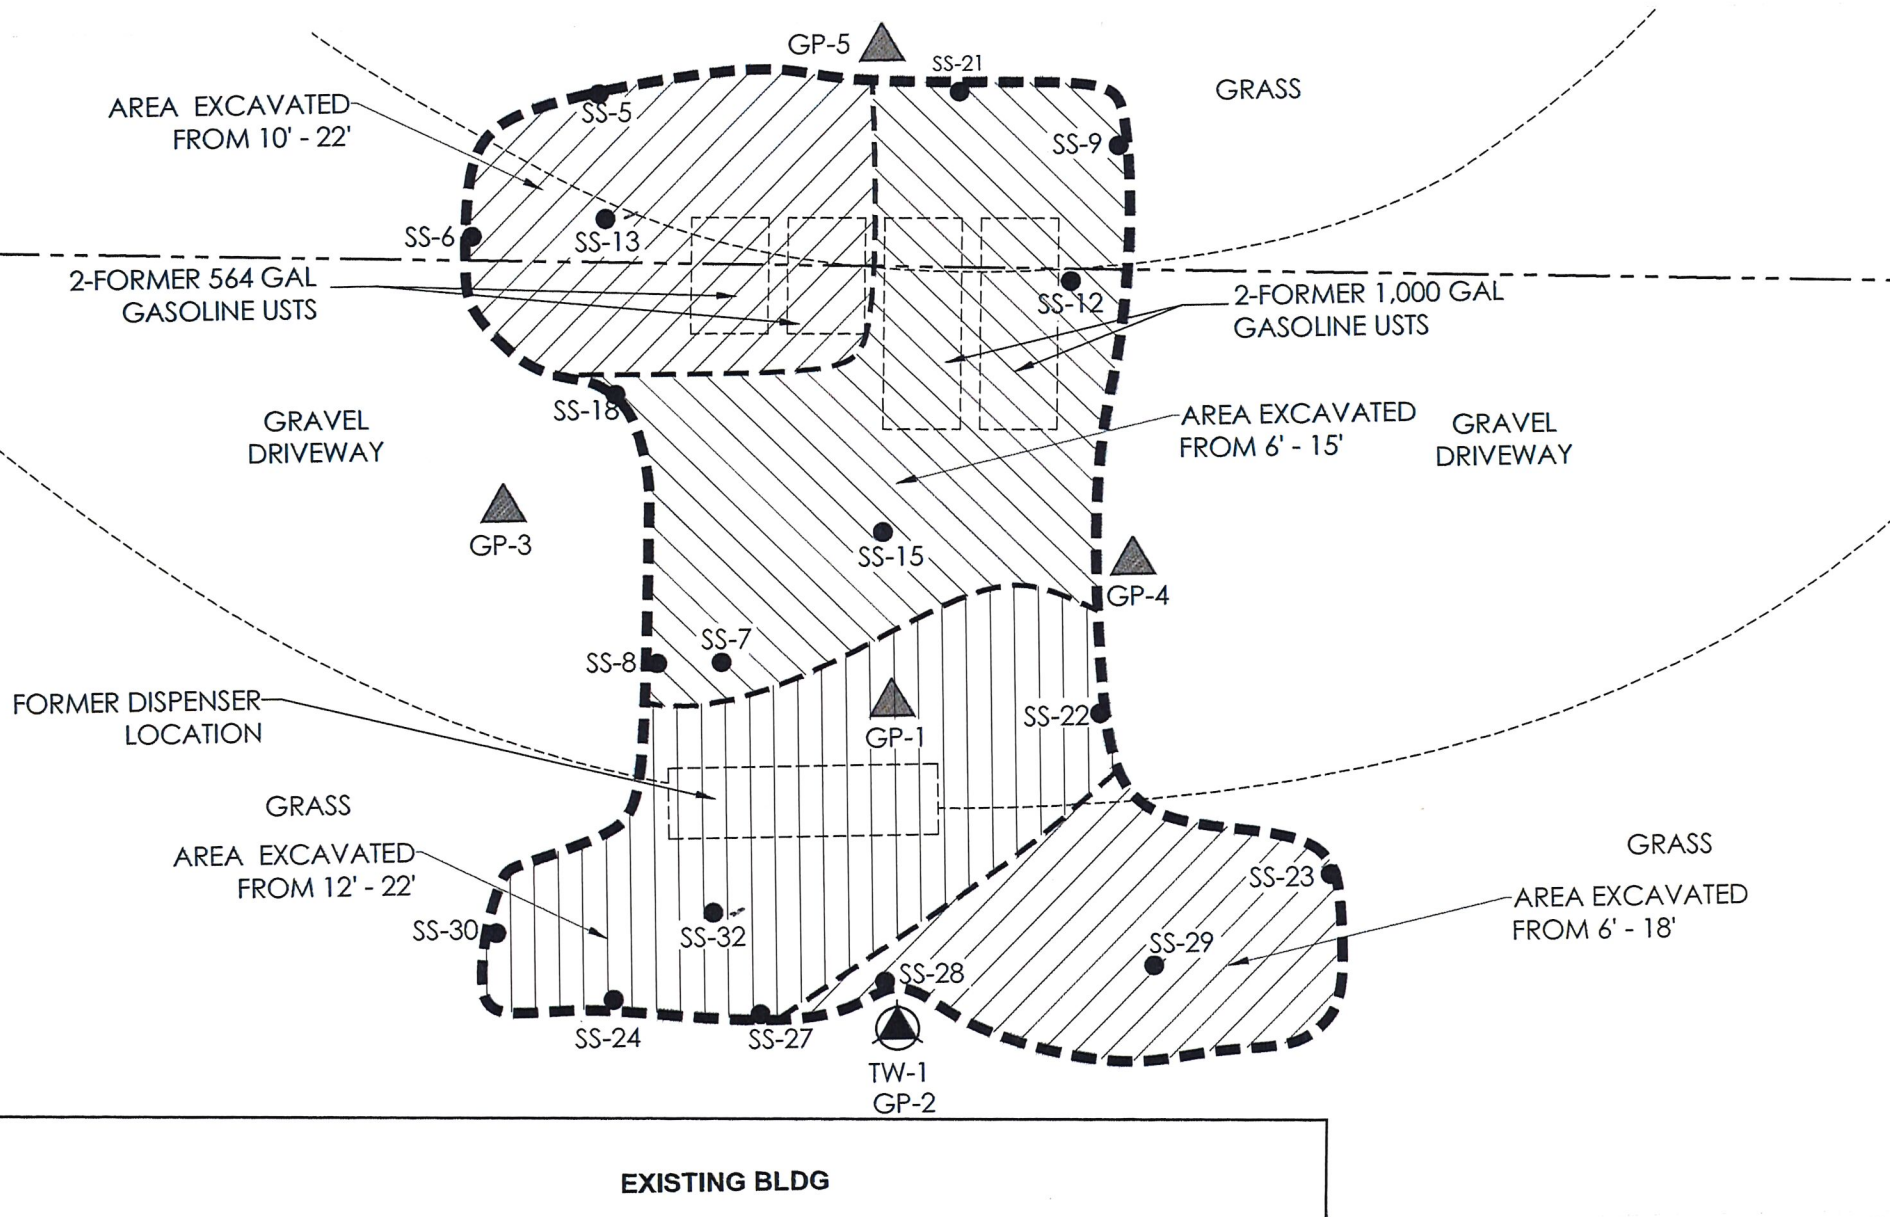 GP-5
SS-21
GRASS
AREA EXCAVATED
FROM 10' - 22'
SS-5
SS-9
SS-6
SS-13
2-FORMER 564 GAL
GASOLINE USTS
SS-12
2-FORMER 1,000 GAL
GASOLINE USTS
SS-18
GRAVEL
DRIVEWAY
AREA EXCAVATED
FROM 6' - 15'
GRAVEL
DRIVEWAY
GP-3
SS-15
GP-4
SS-7
SS-8
FORMER DISPENSER
LOCATION
GP-1
SS-22
GRASS
AREA EXCAVATED
FROM 12' - 22'
GRASS
SS-23
AREA EXCAVATED
FROM 6' - 18'
SS-30
SS-32
SS-29
SS-28
SS-24
SS-27
TW-1
GP-2
EXISTING BLDG